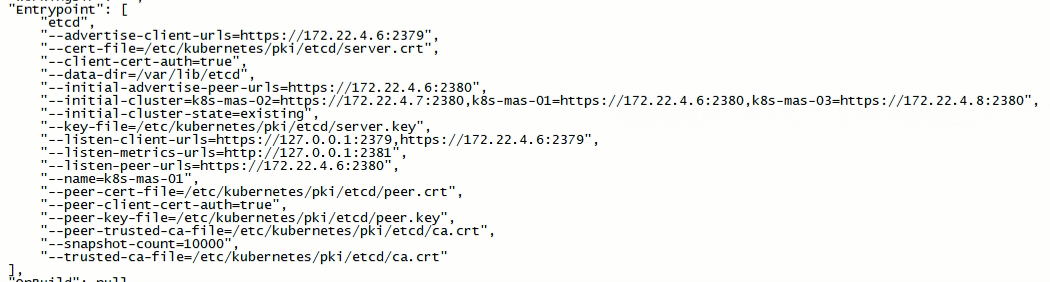 "Entrypoint": [
"etcd",
"--advertise-client-urls=https://172.22.4.6:2379",
"--cert-file=/etc/kubernetes/pki/etcd/server.crt",
"--client-cert-auth=true",
"--data-dir=/var/lib/etcd",
"--initial-advertise-peer-urls=https://172.22.4.6:2380",
"--initial-cluster=k8s-mas-02=https://172.22.4.7:2380,k8s-mas-01=https://172.22.4.6:2380,k8s-mas-03=https://172.22.4.8:2380",
"--initial-cluster-state=existing",
"--key-file=/etc/kubernetes/pki/etcd/server.key",
"--listen-client-urls=https://127.0.0.1:2379,https://172.22.4.6:2379",
"--listen-metrics-urls=http://127.0.0.1:2381",
"--listen-peer-urls=https://172.22.4.6:2380",
"--name=k8s-mas-01",
"--peer-cert-file=/etc/kubernetes/pki/etcd/peer.crt",
"--peer-client-cert-auth=true",
"--peer-key-file=/etc/kubernetes/pki/etcd/peer.key",
"--peer-trusted-ca-file=/etc/kubernetes/pki/etcd/ca.crt",
"--snapshot-count=10000",
"--trusted-ca-file=/etc/kubernetes/pki/etcd/ca.crt"
],
"OnBuild": null